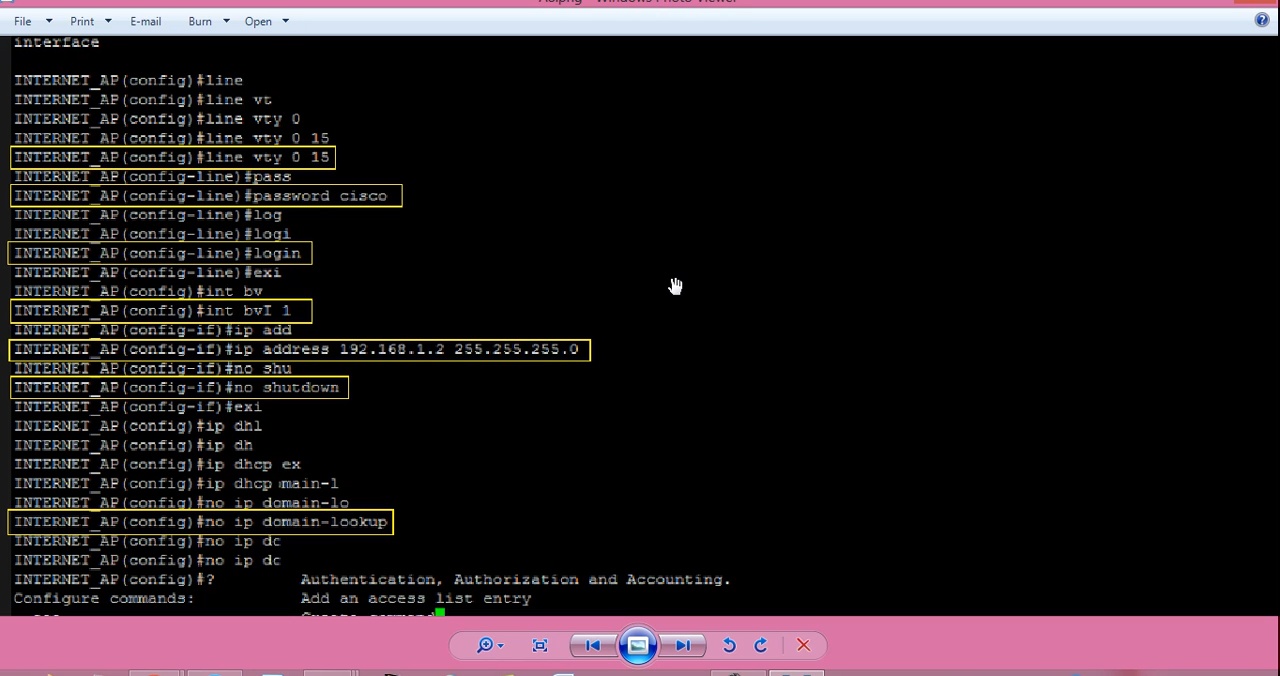 File Print E-mail Burn Open
interface
INTERNET_AP(config)#line
INTERNET_AP(config)#line vt
INTERNET_AP(config)#line vty 0
INTERNET_AP(config)#line vty 0 15
INTERNET_AP(config)#line vty 0 15
INTERNET_AP(config-line)#pass
INTERNET_AP(config-line)#password cisco
INTERNET_AP(config-line)#log
INTERNET_AP(config-line)#logi
INTERNET_AP(config-line)#login
INTERNET_AP(config-line)#exi
INTERNET_AP(config)#int bv
INTERNET_AP(config)#int bvI 1
INTERNET_AP(config-if)#ip add
INTERNET_AP(config-if)#ip address 192.168.1.2 255.255.255.0
INTERNET_AP(config-if)#no shu
INTERNET_AP(config-if)#no shutdown
INTERNET_AP(config-if)#exi
INTERNET_AP(config)#ip dhl
INTERNET_AP(config)#ip dh
INTERNET_AP(config)#ip dhcp ex
INTERNET_AP(config)#ip dhcp main-l
INTERNET_AP(config)#no ip domain-lo
INTERNET_AP(config)#no ip domain-lookup
INTERNET_AP(config)#no ip dc
INTERNET_AP(config)#no ip dc
INTERNET_AP(config)#? Authentication, Authorization and Accounting.
Configure commands: Add an access list entry